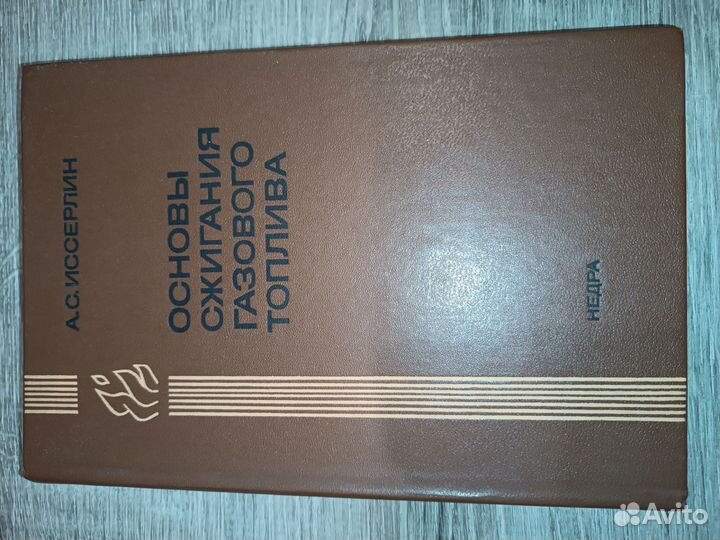 А.С. ИССЕРЛИН
ОСНОВЫ
СЖИГАНИЯ
ГАЗОВОГО
ТОПЛИВА
НЕДРА
Avito